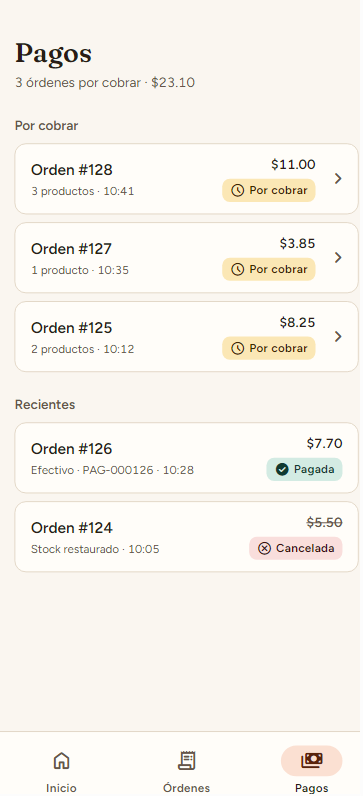 Pagos
3 órdenes por cobrar · $23.10
Por cobrar
Orden #128
$11.00
3 productos · 10:41
Por cobrar
Orden #127
$3.85
1 producto · 10:35
Por cobrar
Orden #125
$8.25
2 productos · 10:12
Por cobrar
Recientes
Orden #126
$7.70
Efectivo · PAG-000126 · 10:28
Pagada
Orden #124
$5.50
Stock restaurado · 10:05
Cancelada
Inicio
Órdenes
Pagos